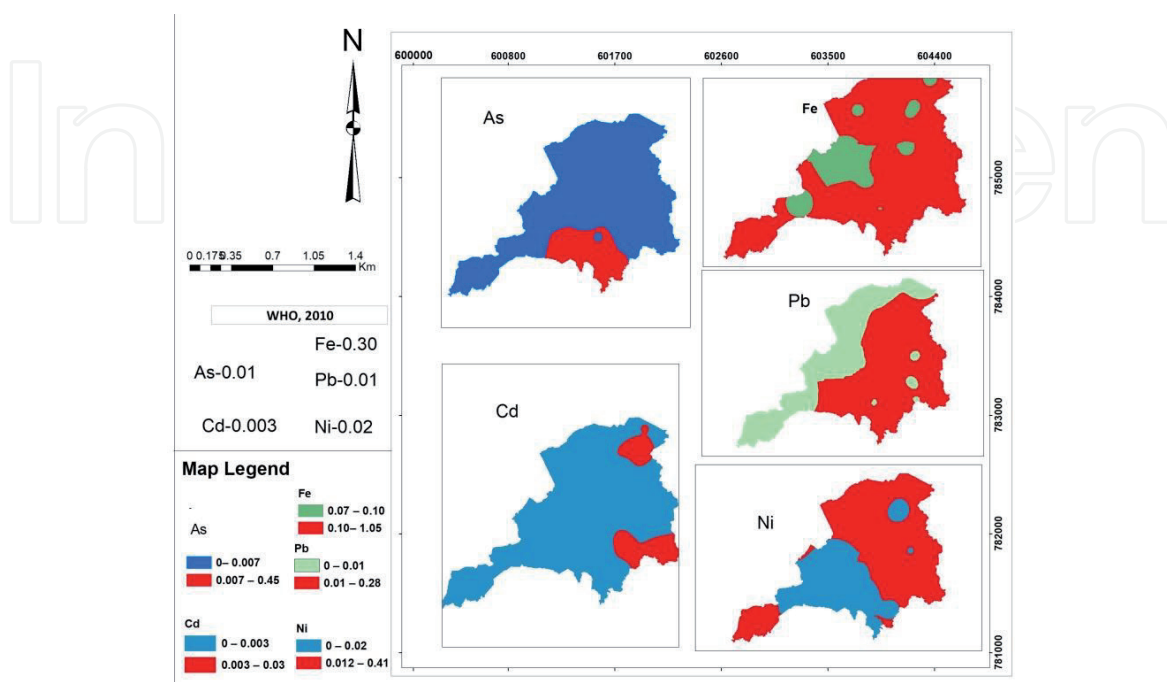 N
0 0.175 0.35 0.7 1.05 1.4
Km
WHO, 2010
Fe-0.30
As-0.01
Pb-0.01
Cd-0.003
Ni-0.02
Map Legend
As
0– 0.007
0.007 – 0.45
Fe
0.07 – 0.10
0.10– 1.05
Pb
0 – 0.01
0.01 – 0.28
Cd
0 – 0.003
0.003 – 0.03
Ni
0 – 0.02
0.012 – 0.41
600000 600800 601700 602600 603500 604400
As
Fe
Pb
Cd
Ni
785000
784000
783000
782000
781000
In
en